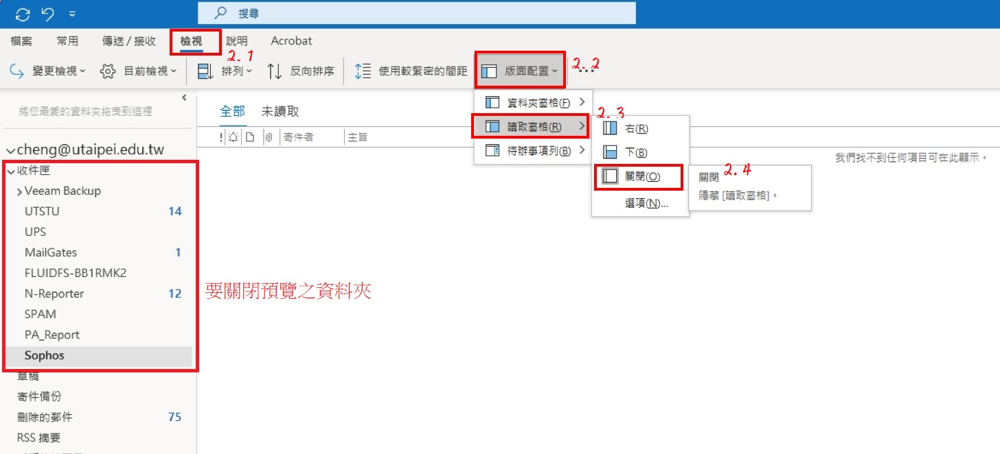 搜尋
檔案 常用 傳送 / 接收 檢視 說明 Acrobat
2.1
變更檢視 目前檢視 排列 反向排序 使用較緊密的間距 版面配置 ...
2.2
將您最愛的資料夾拖曳到這裡
全部 未讀取
資料夾窗格(F)
2.3
讀取窗格(R)
右(R)
! 寄件者 主旨
待辦事項列(B)
下(B)
cheng@utaipei.edu.tw
我們找不到任何項目可在此顯示。
收件匣
關閉(O)
關閉
2.4
Veeam Backup
隱藏 [讀取窗格]。
選項(N)...
UTSTU 14
UPS
MailGates 1
FLUIDFS-BB1RMK2
N-Reporter 12
要關閉預覽之資料夾
SPAM
PA_Report
Sophos
草稿
寄件備份
刪除的郵件 75
RSS 摘要